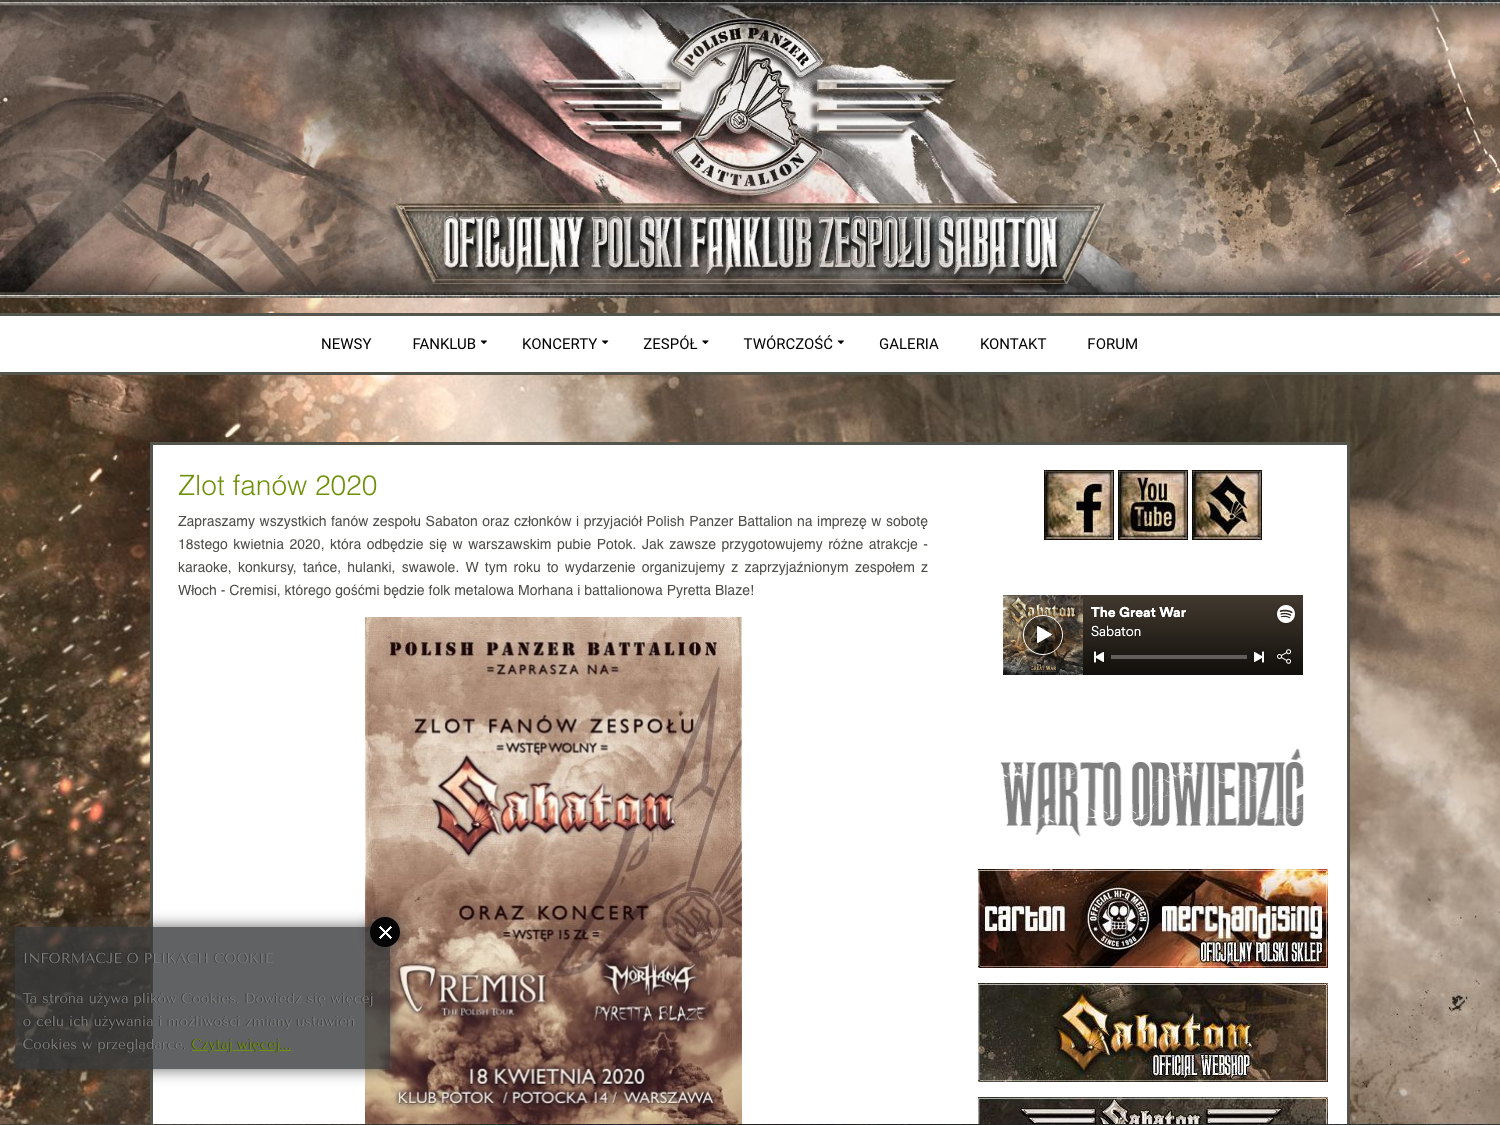 POLISH PANZER
BATTALION
OFICJALNY POLSKI FANKLUB ZESPOŁU SABATON
NEWSY FANKLUB KONCERTY ZESPÓŁ TWÓRCZOŚĆ GALERIA KONTAKT FORUM
Zlot fanów 2020
Zapraszamy wszystkich fanów zespołu Sabaton oraz członków i przyjaciół Polish Panzer Battalion na imprezę w sobotę
18stego kwietnia 2020, która odbędzie się w warszawskim pubie Potok. Jak zawsze przygotowujemy różne atrakcje -
karaoke, konkursy, tańce, hulanki, swawole. W tym roku to wydarzenie organizujemy z zaprzyjaźnionym zespołem z
Włoch - Cremisi, którego gośćmi będzie folk metalowa Morhana i battalionowa Pyretta Blaze!
POLISH PANZER BATTALION
=ZAPRASZA NA=
ZLOT FANÓW ZESPOŁU
=WSTĘP WOLNY =
Sabaton
ORAZ KONCERT
=WSTĘP 15 ZŁ =
CREMISI
THE POLISH TOUR
MORHANA
PYRETTA BLAZE
18 KWIETNIA 2020
KLUB POTOK / POTOCKA 14 / WARSZAWA
INFORMACJE O PLIKACH COOKIE
Ta strona używa plików Cookies. Dowiedz się więcej
o celu ich używania i możliwości zmiany ustawień
Cookies w przeglądarce. Czytaj więcej...
You
Tube
Sabaton
The Great War
Sabaton
WARTO ODWIEDZIĆ
carton
OFFICIAL HI-Q MERCH
SINCE 1998
merchandising
OFICJALNY POLSKI SKLEP
Sabaton
OFFICIAL WEBSHOP
Sabaton